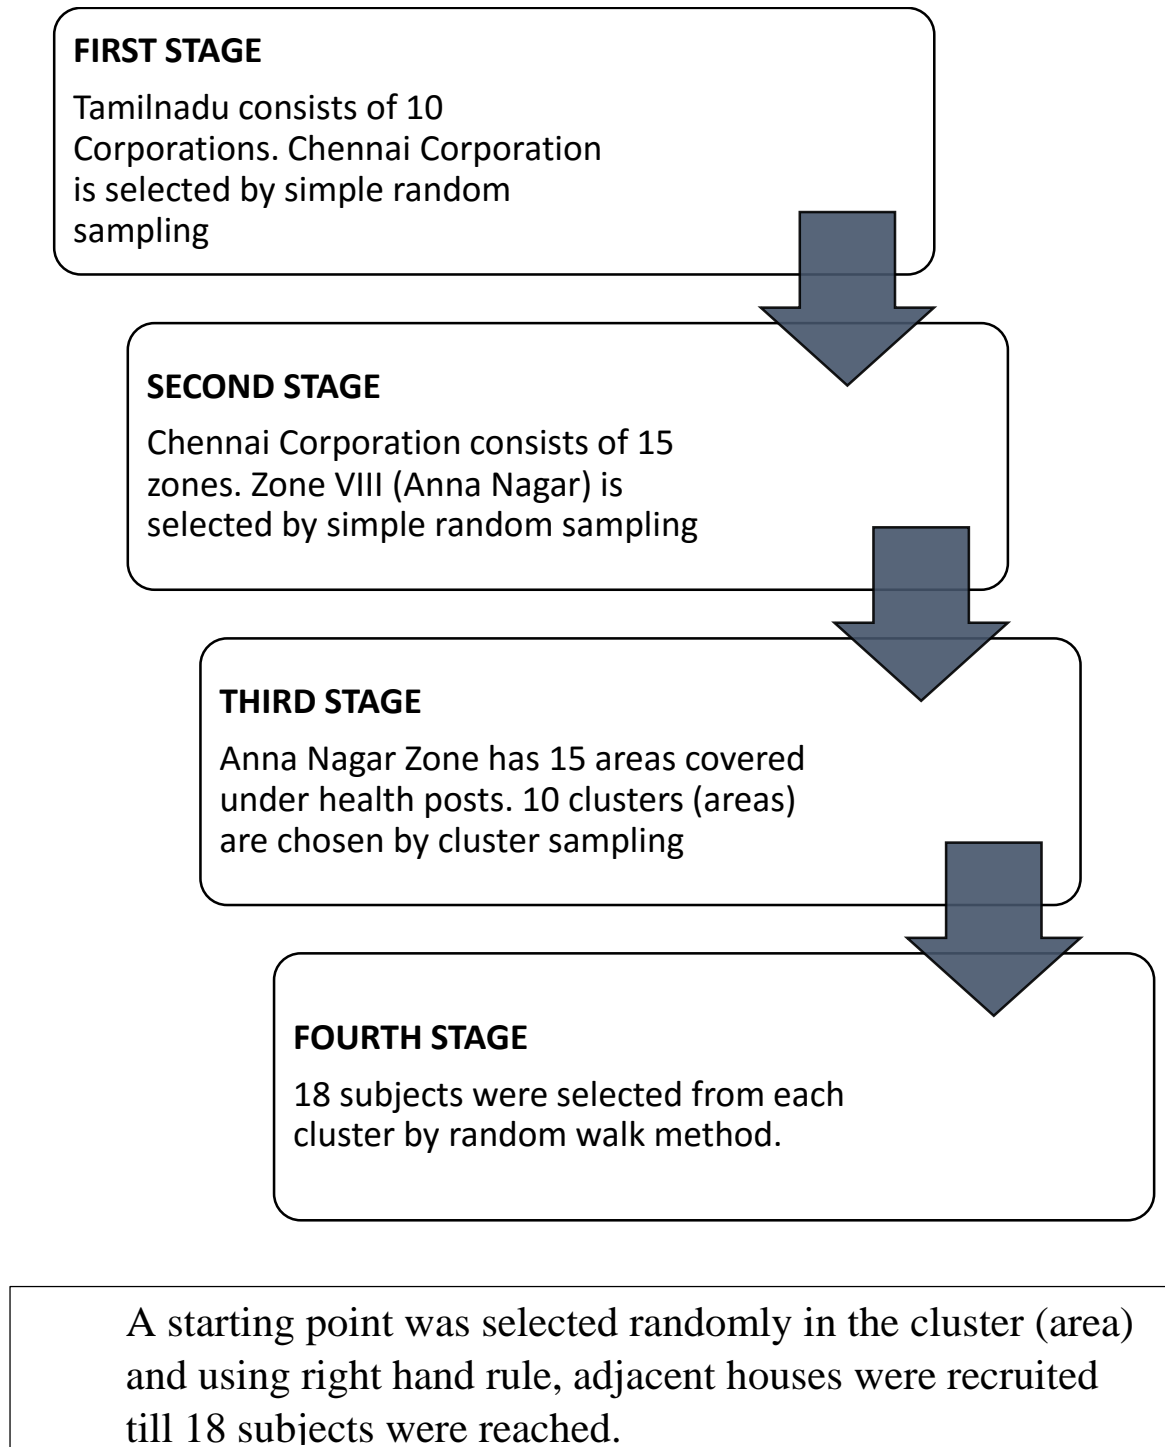 FIRST STAGE
Tamilnadu consists of 10
Corporations. Chennai Corporation
is selected by simple random
sampling
SECOND STAGE
Chennai Corporation consists of 15
zones. Zone VIII (Anna Nagar) is
selected by simple random sampling
THIRD STAGE
Anna Nagar Zone has 15 areas covered
under health posts. 10 clusters (areas)
are chosen by cluster sampling
FOURTH STAGE
18 subjects were selected from each
cluster by random walk method.
A starting point was selected randomly in the cluster (area)
and using right hand rule, adjacent houses were recruited
till 18 subjects were reached.